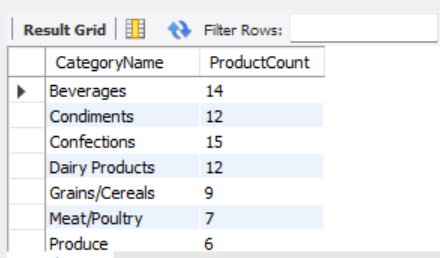 Result Grid Filter Rows:
CategoryName ProductCount
Beverages 14
Condiments 12
Confections 15
Dairy Products 12
Grains/Cereals 9
Meat/Poultry 7
Produce 6